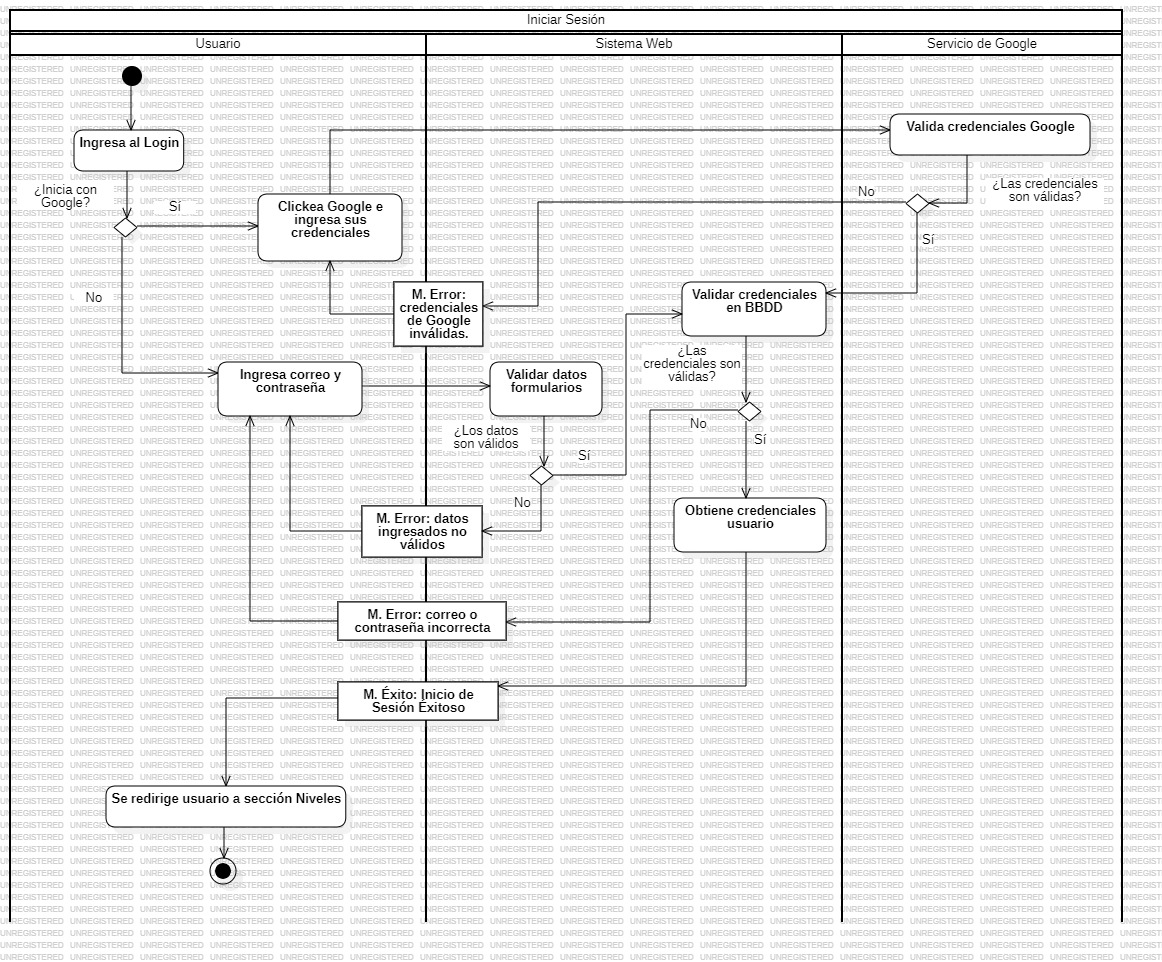 Iniciar Sesión
Usuario
Sistema Web
Servicio de Google
Ingresa al Login
Valida credenciales Google
¿Inicia con
Google?
Sí
Clickea Google e
ingresa sus
credenciales
No
¿Las credenciales
son válidas?
Sí
No
M. Error:
credenciales
de Google
inválidas.
Validar credenciales
en BBDD
¿Las
credenciales son
válidas?
Ingresa correo y
contraseña
Validar datos
formularios
¿Los datos
son válidos
Sí
No
No
Sí
M. Error: datos
ingresados no
válidos
Obtiene credenciales
usuario
M. Error: correo o
contraseña incorrecta
M. Éxito: Inicio de
Sesión Éxitoso
Se redirige usuario a sección Niveles
UNREGISTERED